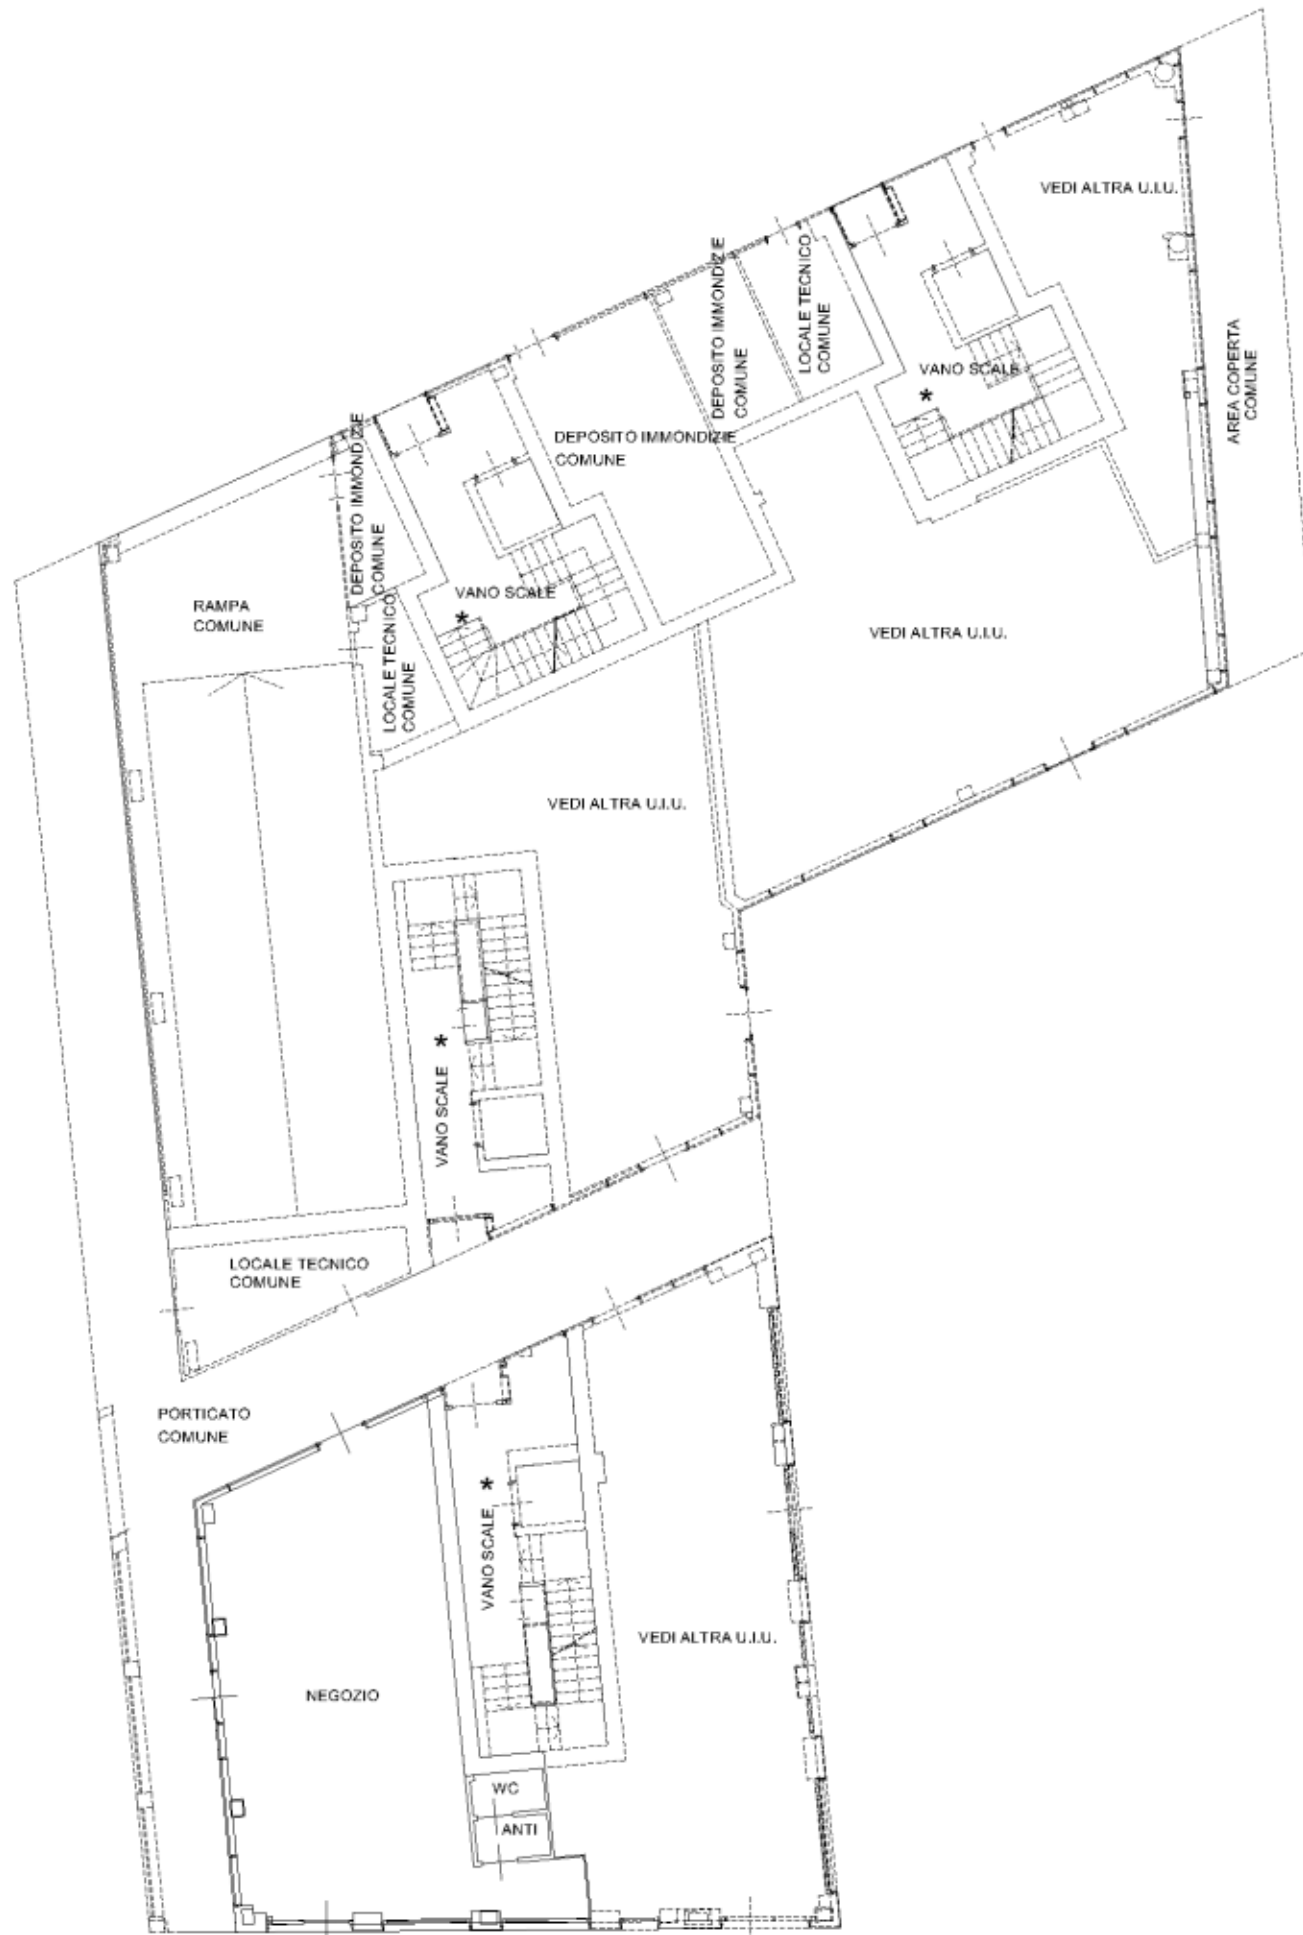 VEDI ALTRA U.I.U.
DEPOSITO IMMONDIZIE
COMUNE
LOCALE TECNICO
COMUNE
VANO SCALE
*
AREA COPERTA
COMUNE
DEPOSITO IMMONDIZIE
COMUNE
DEPOSITO IMMONDIZIE
COMUNE
VANO SCALE
*
RAMPA
COMUNE
LOCALE TECNICO
COMUNE
VEDI ALTRA U.I.U.
VEDI ALTRA U.I.U.
VANO SCALE
*
LOCALE TECNICO
COMUNE
PORTICATO
COMUNE
VANO SCALE
*
VEDI ALTRA U.I.U.
NEGOZIO
WC
ANTI